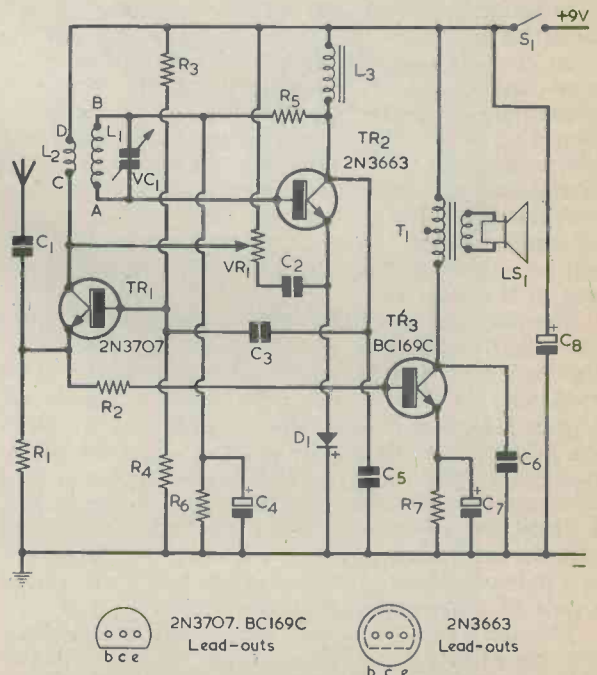 +9V
S1
R3
L3
B
R5
D
L1
L2
TR2
2N3663
C
VC1
A
T1
LS1
C1
VR1
C2
TR1
TR3
BC169C
+
C8
2N3707
C3
R2
D1
+
C5
C6
R1
R4
R6
+
C4
R7
+
C7
−
2N3707. BC169C
Lead-outs
b c e
2N3663
Lead-outs
b c e